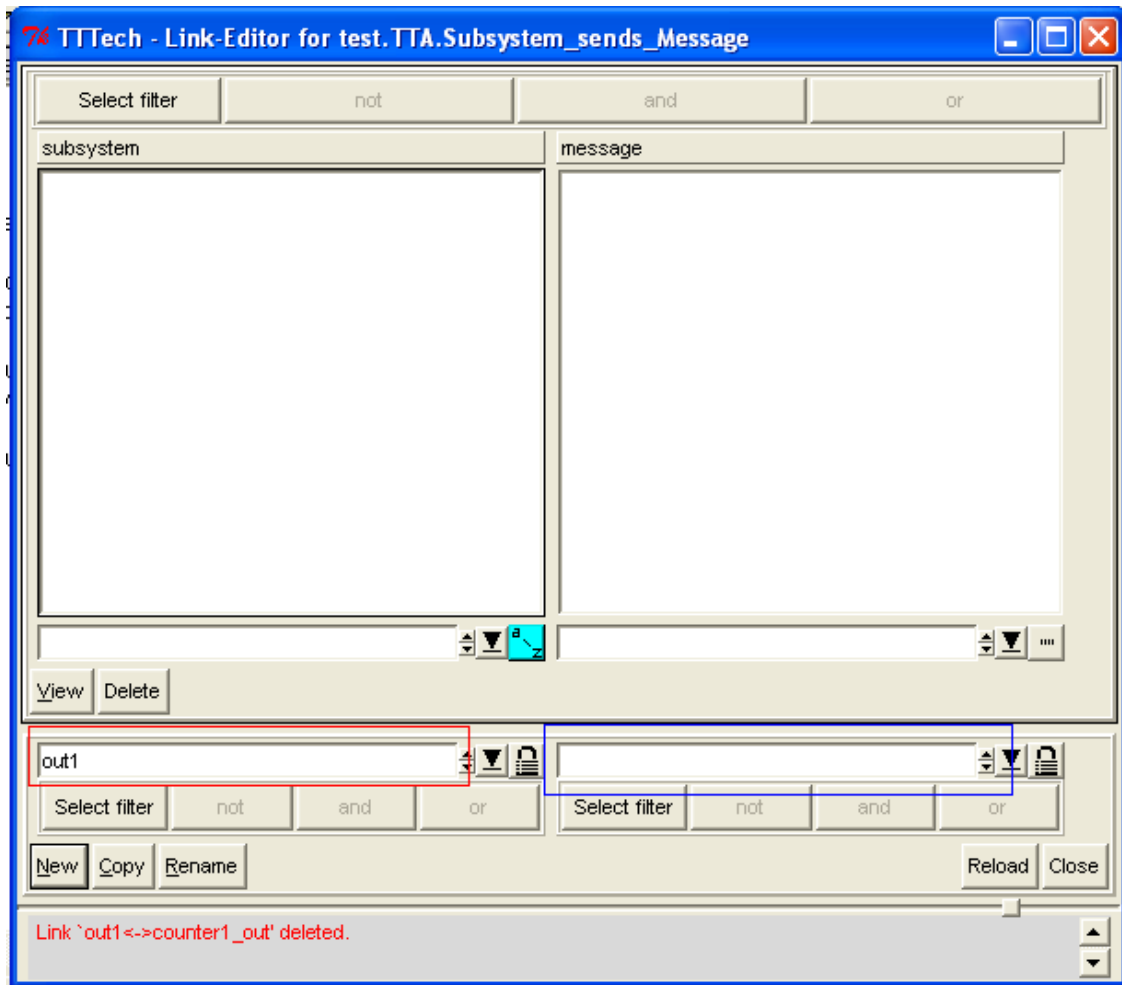 TTTech - Link-Editor for test.TTA.Subsystem_sends_Message
Select filter not and or
subsystem message
a z
View Delete
out1
Select filter not and or Select filter not and or
New Copy Rename Reload Close
Link `out1<->counter1_out' deleted.